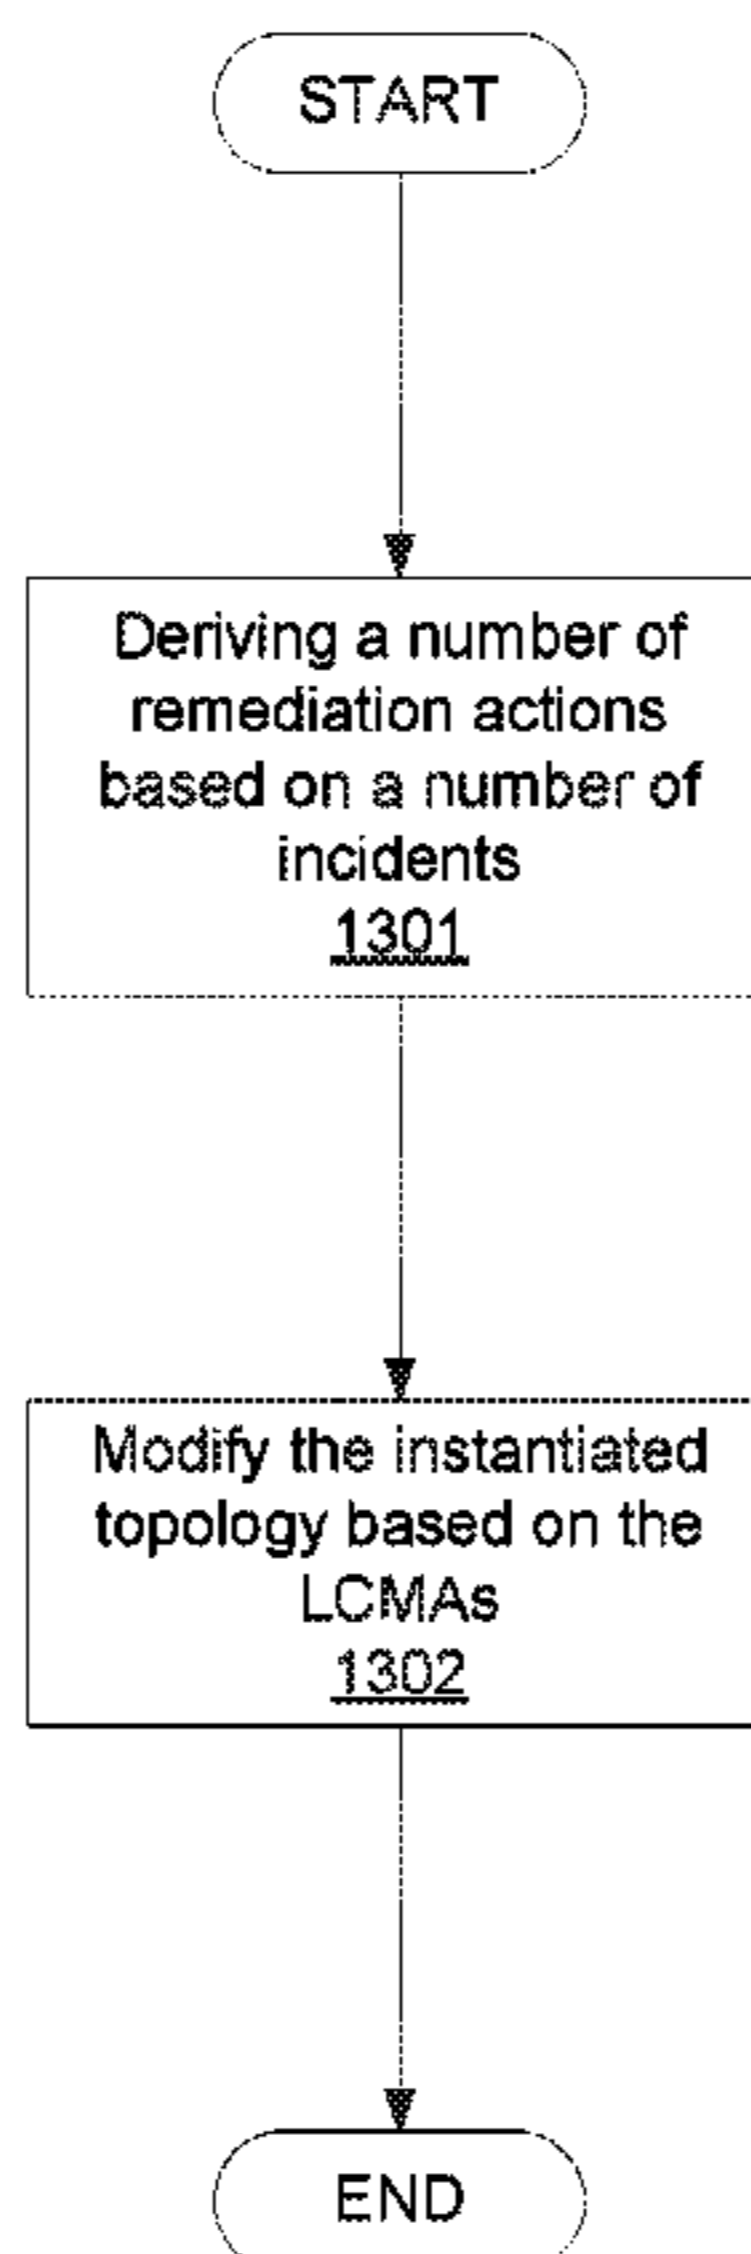 START
Deriving a number of
remediation actions
based on a number of
incidents
1301
Modify the instantiated
topology based on the
LCMAs
1302
END